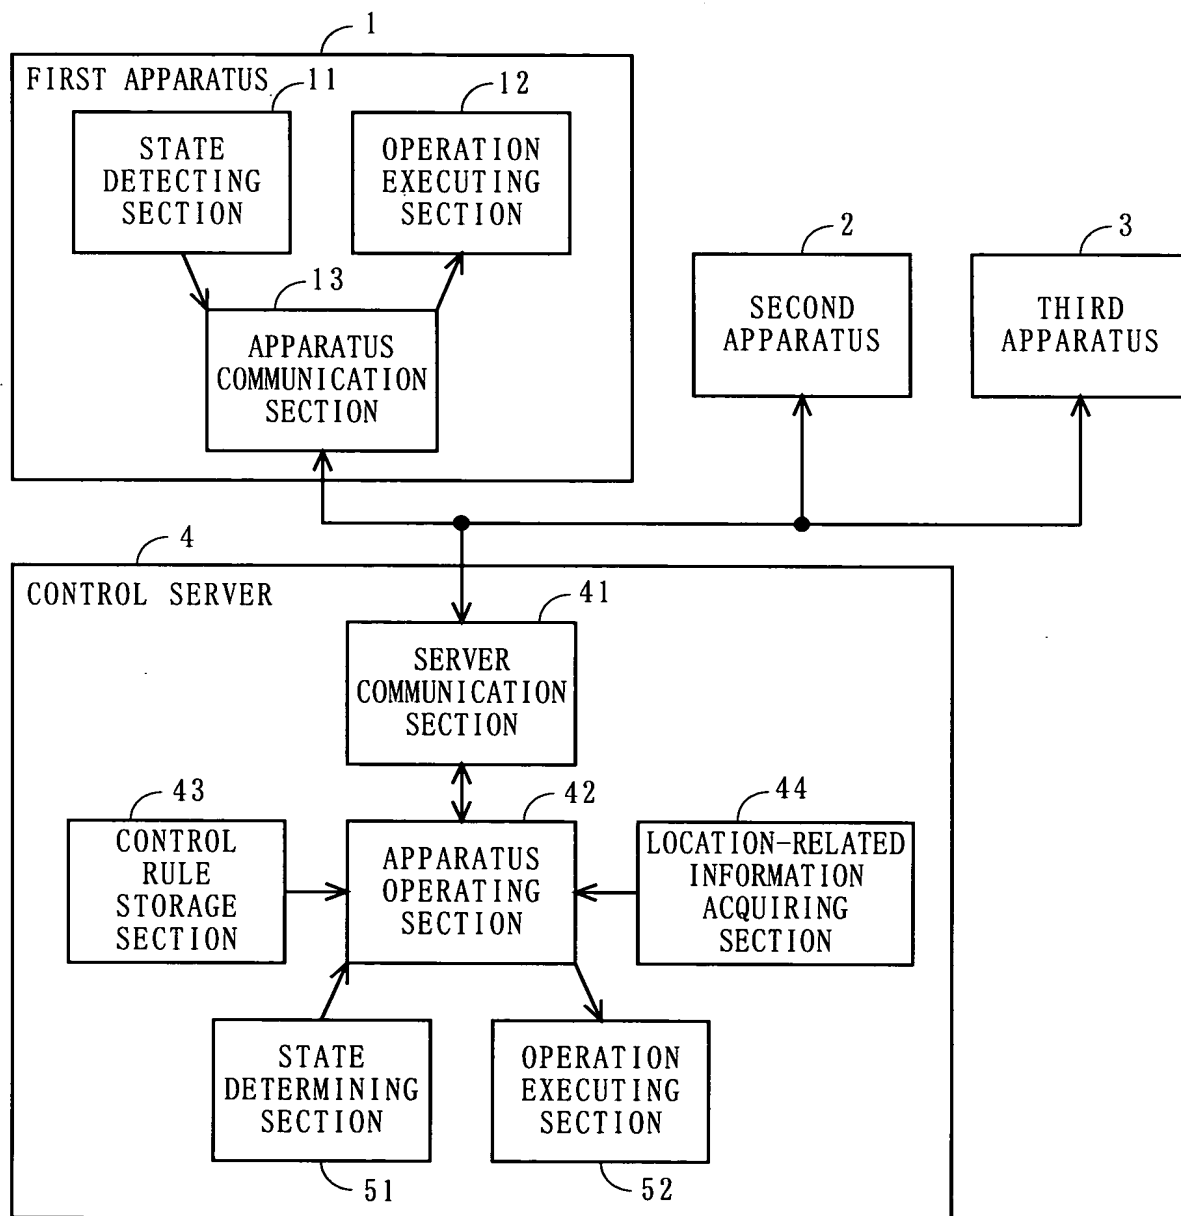 1
FIRST APPARATUS
11
12
STATE
DETECTING
SECTION
OPERATION
EXECUTING
SECTION
13
APPARATUS
COMMUNICATION
SECTION
2
3
SECOND
APPARATUS
THIRD
APPARATUS
4
CONTROL SERVER
41
SERVER
COMMUNICATION
SECTION
43
42
44
CONTROL
RULE
STORAGE
SECTION
APPARATUS
OPERATING
SECTION
LOCATION-RELATED
INFORMATION
ACQUIRING
SECTION
STATE
DETERMINING
SECTION
OPERATION
EXECUTING
SECTION
51
52